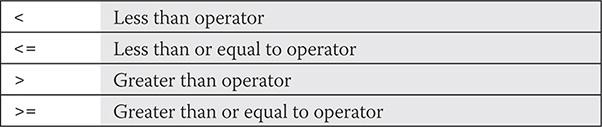 < Less than operator
<= Less than or equal to operator
> Greater than operator
>= Greater than or equal to operator